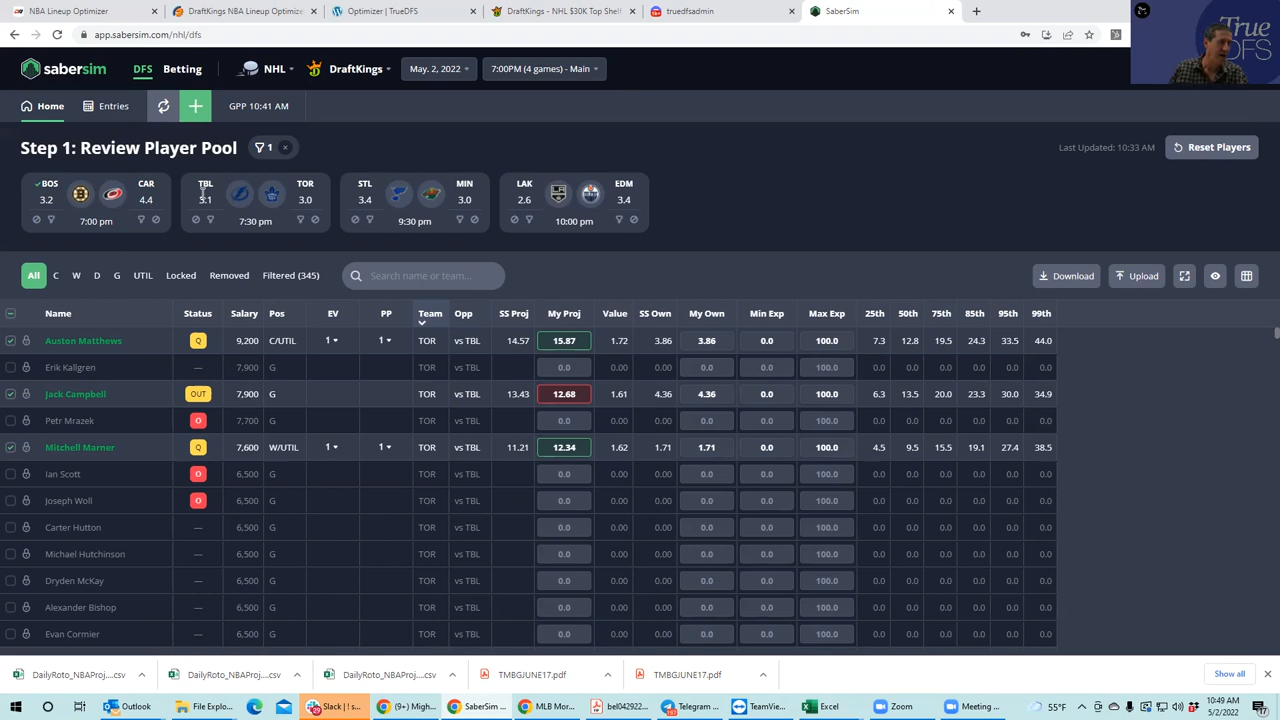 NBA Lineup Optimizer
DraftKings NBA Lineup Optimize
Optimizer | TrueDFS
DraftKings - NHL $30K Top Shelf
truedfsadmin
SaberSim
app.sabersim.com/nhl/dfs
True
DFS
sabersim DFS Betting NHL DraftKings May. 2, 2022 7:00PM (4 games) - Main
Home Entries GPP 10:41 AM
Step 1: Review Player Pool 1 × Last Updated: 10:33 AM Reset Players
BOS CAR TBL TOR STL MIN LAK EDM
3.2 4.4 3.1 3.0 3.4 3.0 2.6 3.4
7:00 pm 7:30 pm 9:30 pm 10:00 pm
All C W D G UTIL Locked Removed Filtered (345) Search name or team... Download Upload
Name Status Salary Pos EV PP Team Opp SS Proj My Proj Value SS Own My Own Min Exp Max Exp 25th 50th 75th 85th 95th 99th
Auston Matthews Q 9,200 C/UTIL 1 1 TOR vs TBL 14.57 15.87 1.72 3.86 3.86 0.0 100.0 7.3 12.8 19.5 24.3 33.5 44.0
Erik Kallgren — 7,900 G TOR vs TBL 0.00 0.0 0.00 0.00 0.0 0.0 100.0 0.0 0.0 0.0 0.0 0.0 0.0
Jack Campbell OUT 7,900 G TOR vs TBL 13.43 12.68 1.61 4.36 4.36 0.0 100.0 6.3 13.5 20.0 23.3 30.0 34.9
Petr Mrazek O 7,700 G TOR vs TBL 0.00 0.0 0.00 0.00 0.0 0.0 100.0 0.0 0.0 0.0 0.0 0.0 0.0
Mitchell Marner Q 7,600 W/UTIL 1 1 TOR vs TBL 11.21 12.34 1.62 1.71 1.71 0.0 100.0 4.5 9.5 15.5 19.1 27.4 38.5
Ian Scott O 6,500 G TOR vs TBL 0.00 0.0 0.00 0.00 0.0 0.0 100.0 0.0 0.0 0.0 0.0 0.0 0.0
Joseph Woll O 6,500 G TOR vs TBL 0.00 0.0 0.00 0.00 0.0 0.0 100.0 0.0 0.0 0.0 0.0 0.0 0.0
Carter Hutton — 6,500 G TOR vs TBL 0.00 0.0 0.00 0.00 0.0 0.0 100.0 0.0 0.0 0.0 0.0 0.0 0.0
Michael Hutchinson — 6,500 G TOR vs TBL 0.00 0.0 0.00 0.00 0.0 0.0 100.0 0.0 0.0 0.0 0.0 0.0 0.0
Dryden McKay — 6,500 G TOR vs TBL 0.00 0.0 0.00 0.00 0.0 0.0 100.0 0.0 0.0 0.0 0.0 0.0 0.0
Alexander Bishop — 6,500 G TOR vs TBL 0.00 0.0 0.00 0.00 0.0 0.0 100.0 0.0 0.0 0.0 0.0 0.0 0.0
Evan Cormier — 6,500 G TOR vs TBL 0.00 0.0 0.00 0.00 0.0 0.0 100.0 0.0 0.0 0.0 0.0 0.0 0.0
DailyRoto_NBAProj....csv DailyRoto_NBAProj....csv DailyRoto_NBAProj....csv TMBGJUNE17.pdf TMBGJUNE17.pdf Show all
Outlook File Explo... Slack | ! s... (9+) Migh... SaberSim ... MLB Mor... bel042922... Telegram ... TeamVie... Excel Zoom Meeting ... 55°F 10:49 AM
5/2/2022